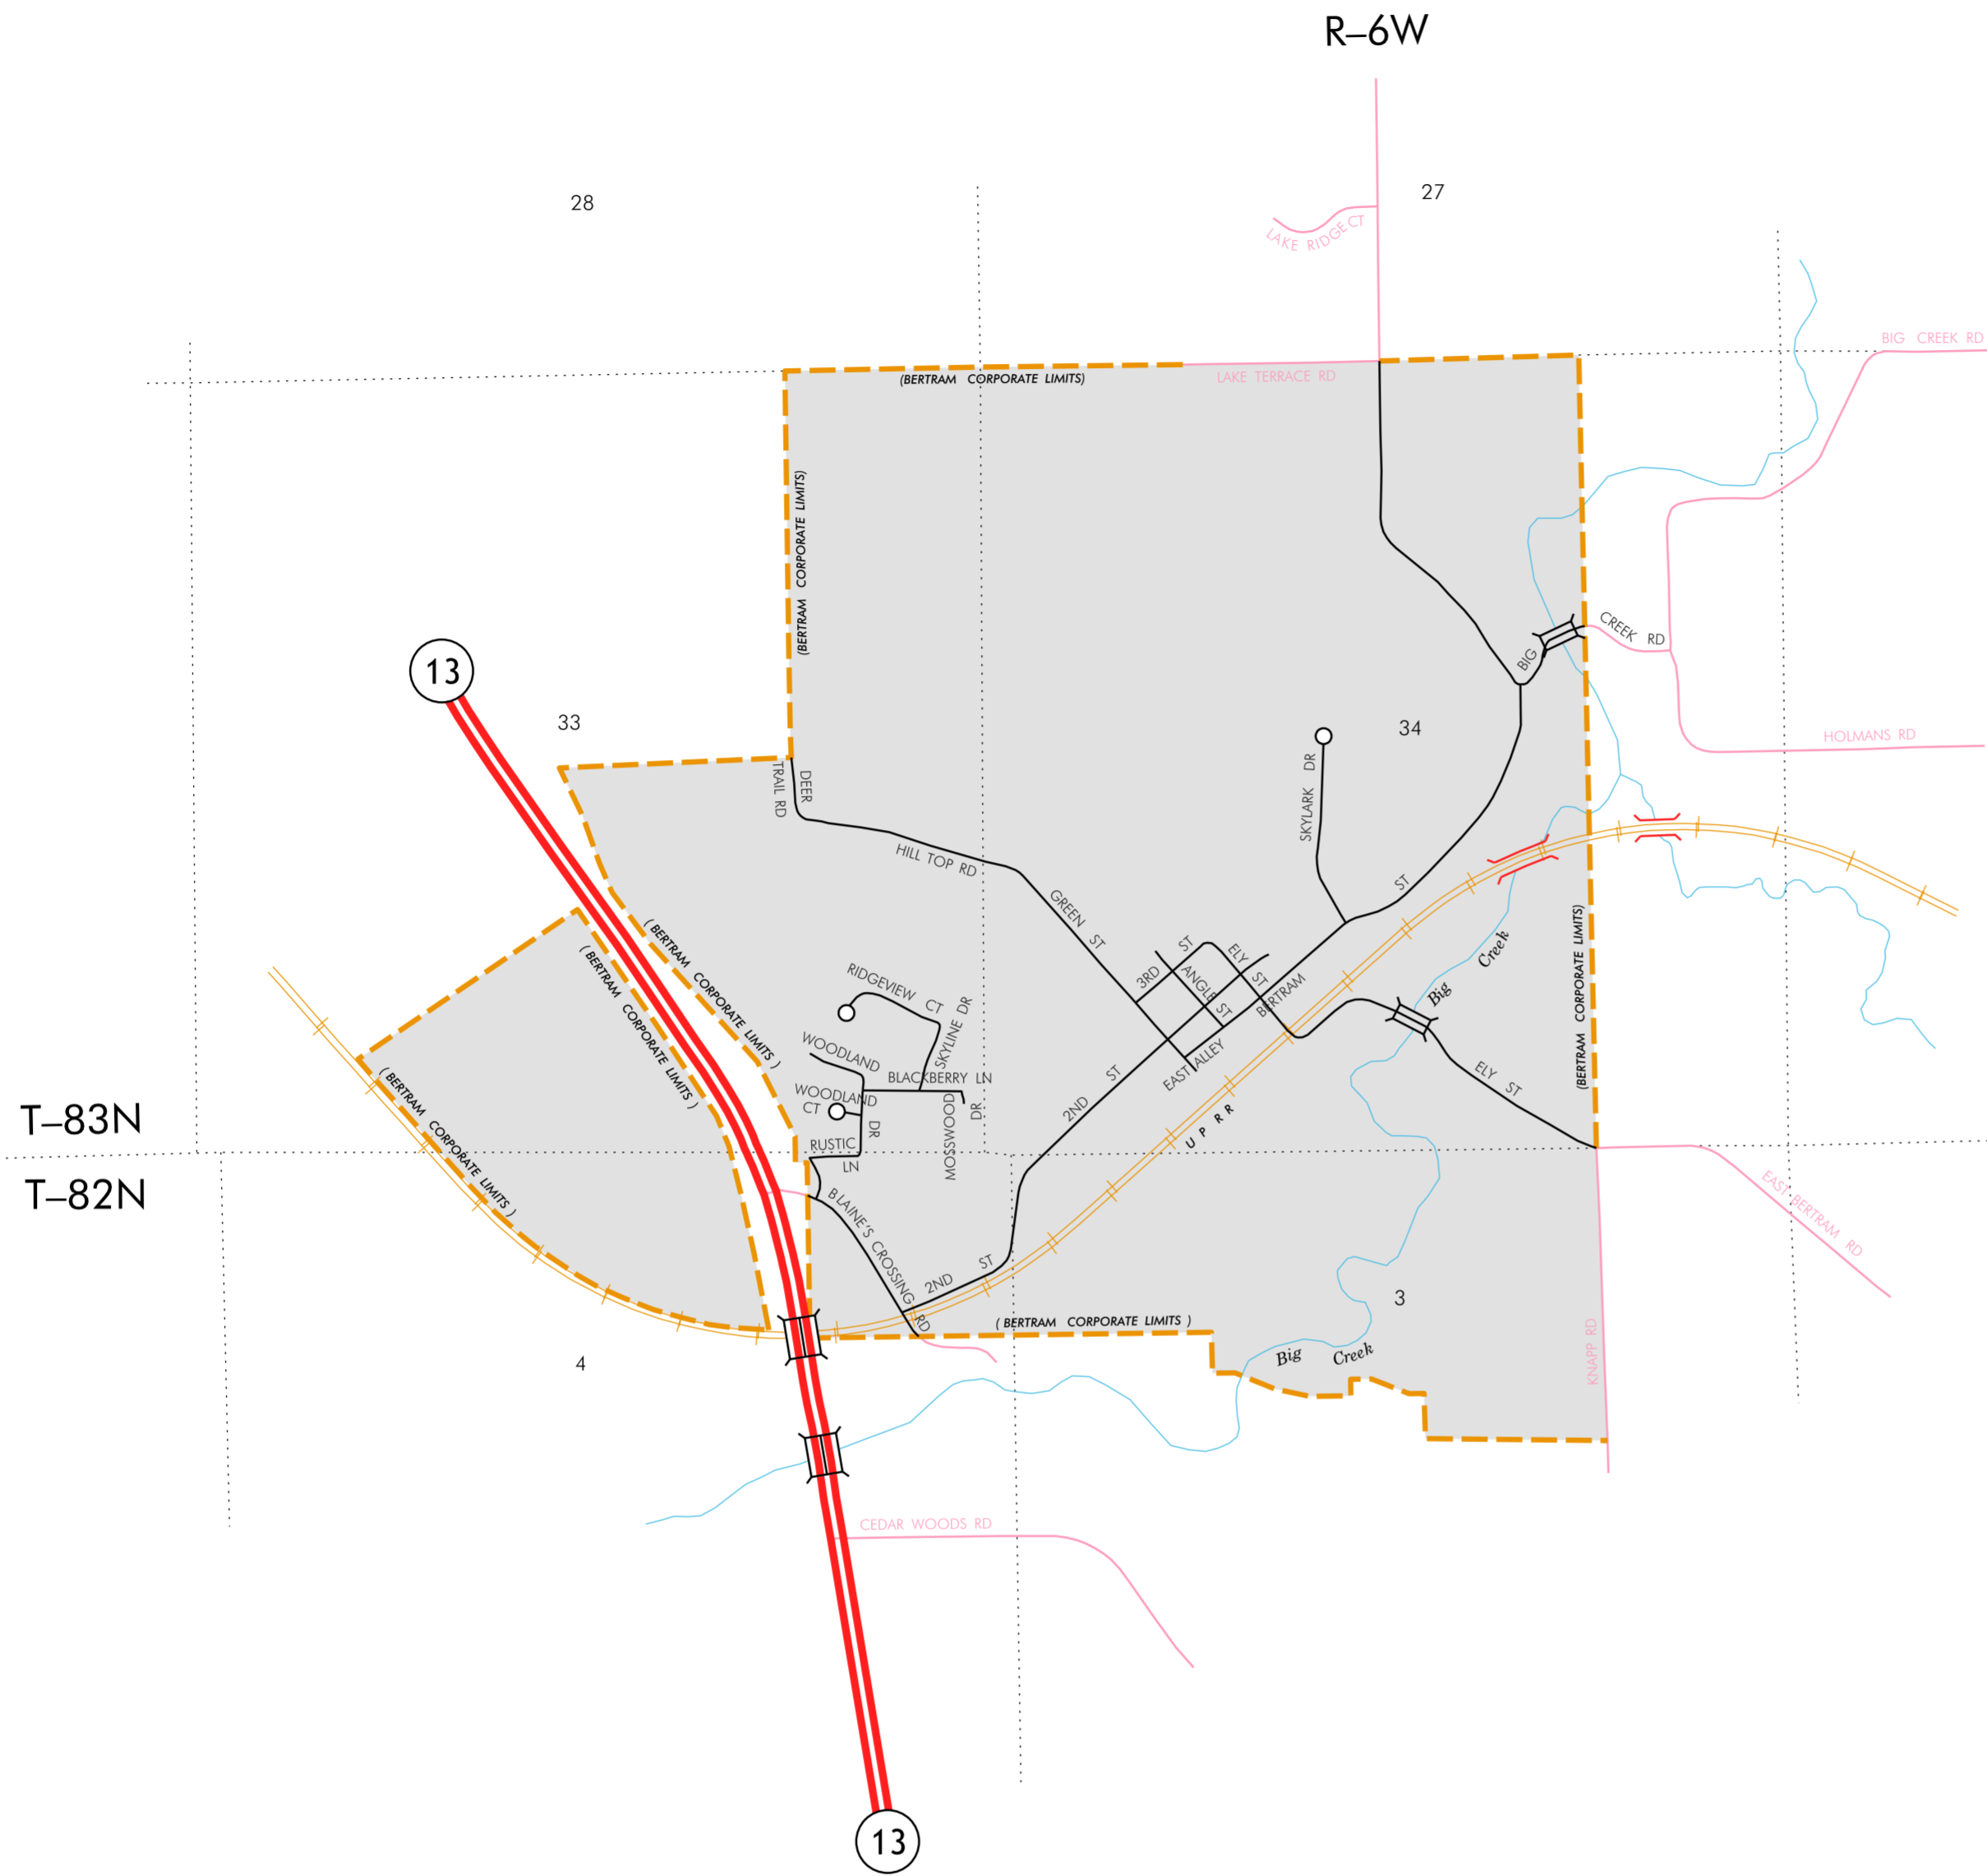 R–6W
28
27
LAKE RIDGE CT
BIG CREEK RD
(BERTRAM CORPORATE LIMITS)
LAKE TERRACE RD
(BERTRAM CORPORATE LIMITS)
BIG CREEK RD
13
33
34
HOLMANS RD
DEER
TRAIL RD
SKYLARK DR
HILL TOP RD
GREEN ST
BERTRAM ST
(BERTRAM CORPORATE LIMITS)
(BERTRAM CORPORATE LIMITS)
( BERTRAM CORPORATE LIMITS )
( BERTRAM CORPORATE LIMITS )
3RD ST
ELY ST
ANGLE ST
Big Creek
RIDGEVIEW CT
SKYLINE DR
WOODLAND DR
BLACKBERRY LN
WOODLAND
CT
MOSSWOOD DR
EAST ALLEY
2ND ST
ELY ST
U P R R
( BERTRAM CORPORATE LIMITS )
T–83N
T–82N
RUSTIC
LN
BLAINE'S CROSSING RD
EAST BERTRAM RD
2ND ST
( BERTRAM CORPORATE LIMITS )
3
4
Big Creek
KNAPP RD
CEDAR WOODS RD
13